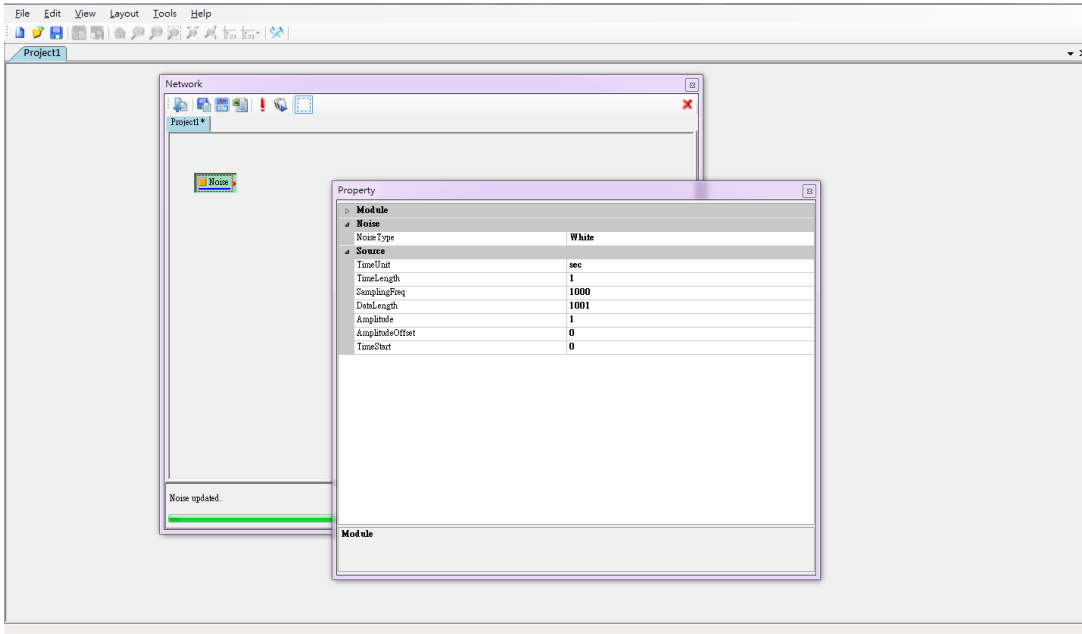 File Edit View Layout Tools Help
Project1
Network
Project1*
Noise
Property
Module
Noise
NoiseType White
Source
TimeUnit sec
TimeLength 1
SamplingFreq 1000
DataLength 1001
Amplitude 1
AmplitudeOffset 0
TimeStart 0
Noise updated.
Module